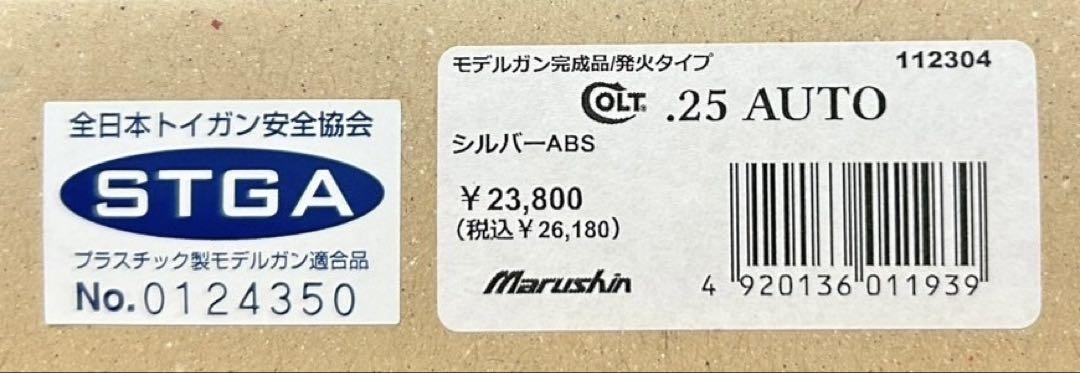 全日本トイガン安全協会
STGA
プラスチック製モデルガン適合品
No.0124350
モデルガン完成品/発火タイプ
112304
COLT .25 AUTO
シルバーABS
￥23,800
(税込￥26,180)
Marushin
4 920136 011939